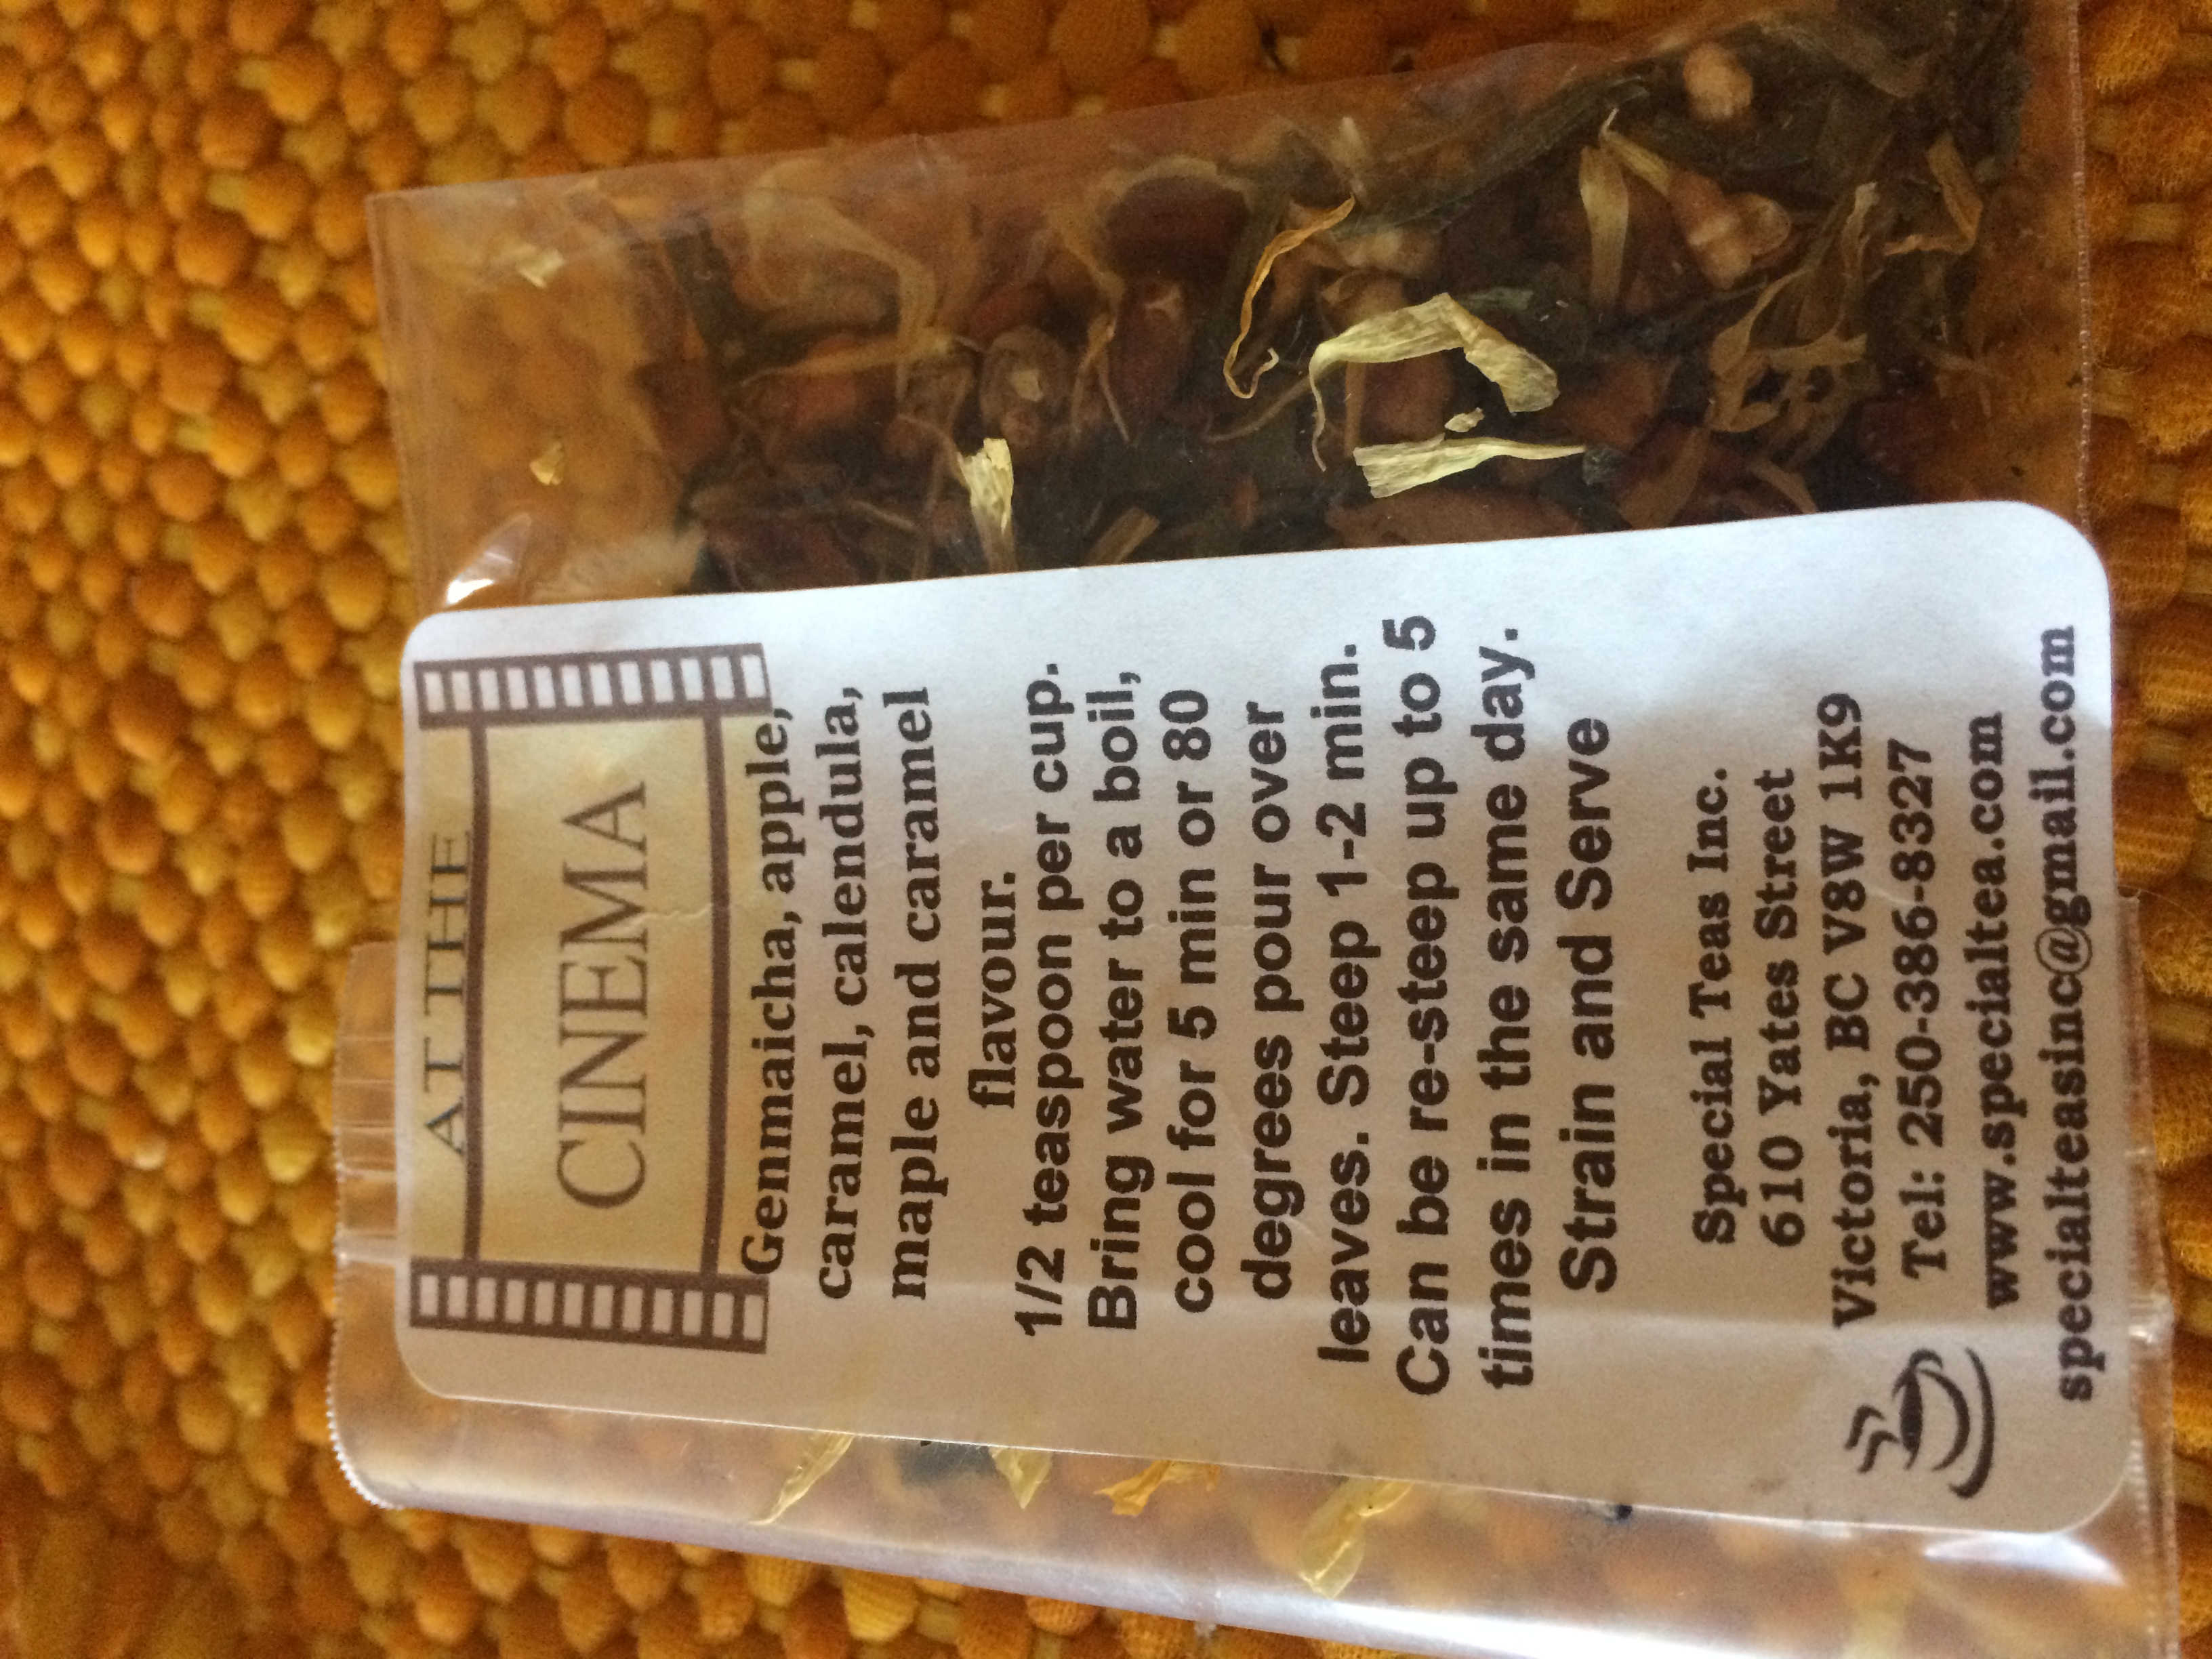 AT THE
CINEMA
Genmaicha, apple,
caramel, calendula,
maple and caramel
flavour.
1/2 teaspoon per cup.
Bring water to a boil,
cool for 5 min or 80
degrees pour over
leaves. Steep 1-2 min.
Can be re-steep up to 5
times in the same day.
Strain and Serve
Special Teas Inc.
610 Yates Street
Victoria, BC V8W 1K9
Tel: 250-386-8327
www.specialtea.com
specialteasinc@gmail.com